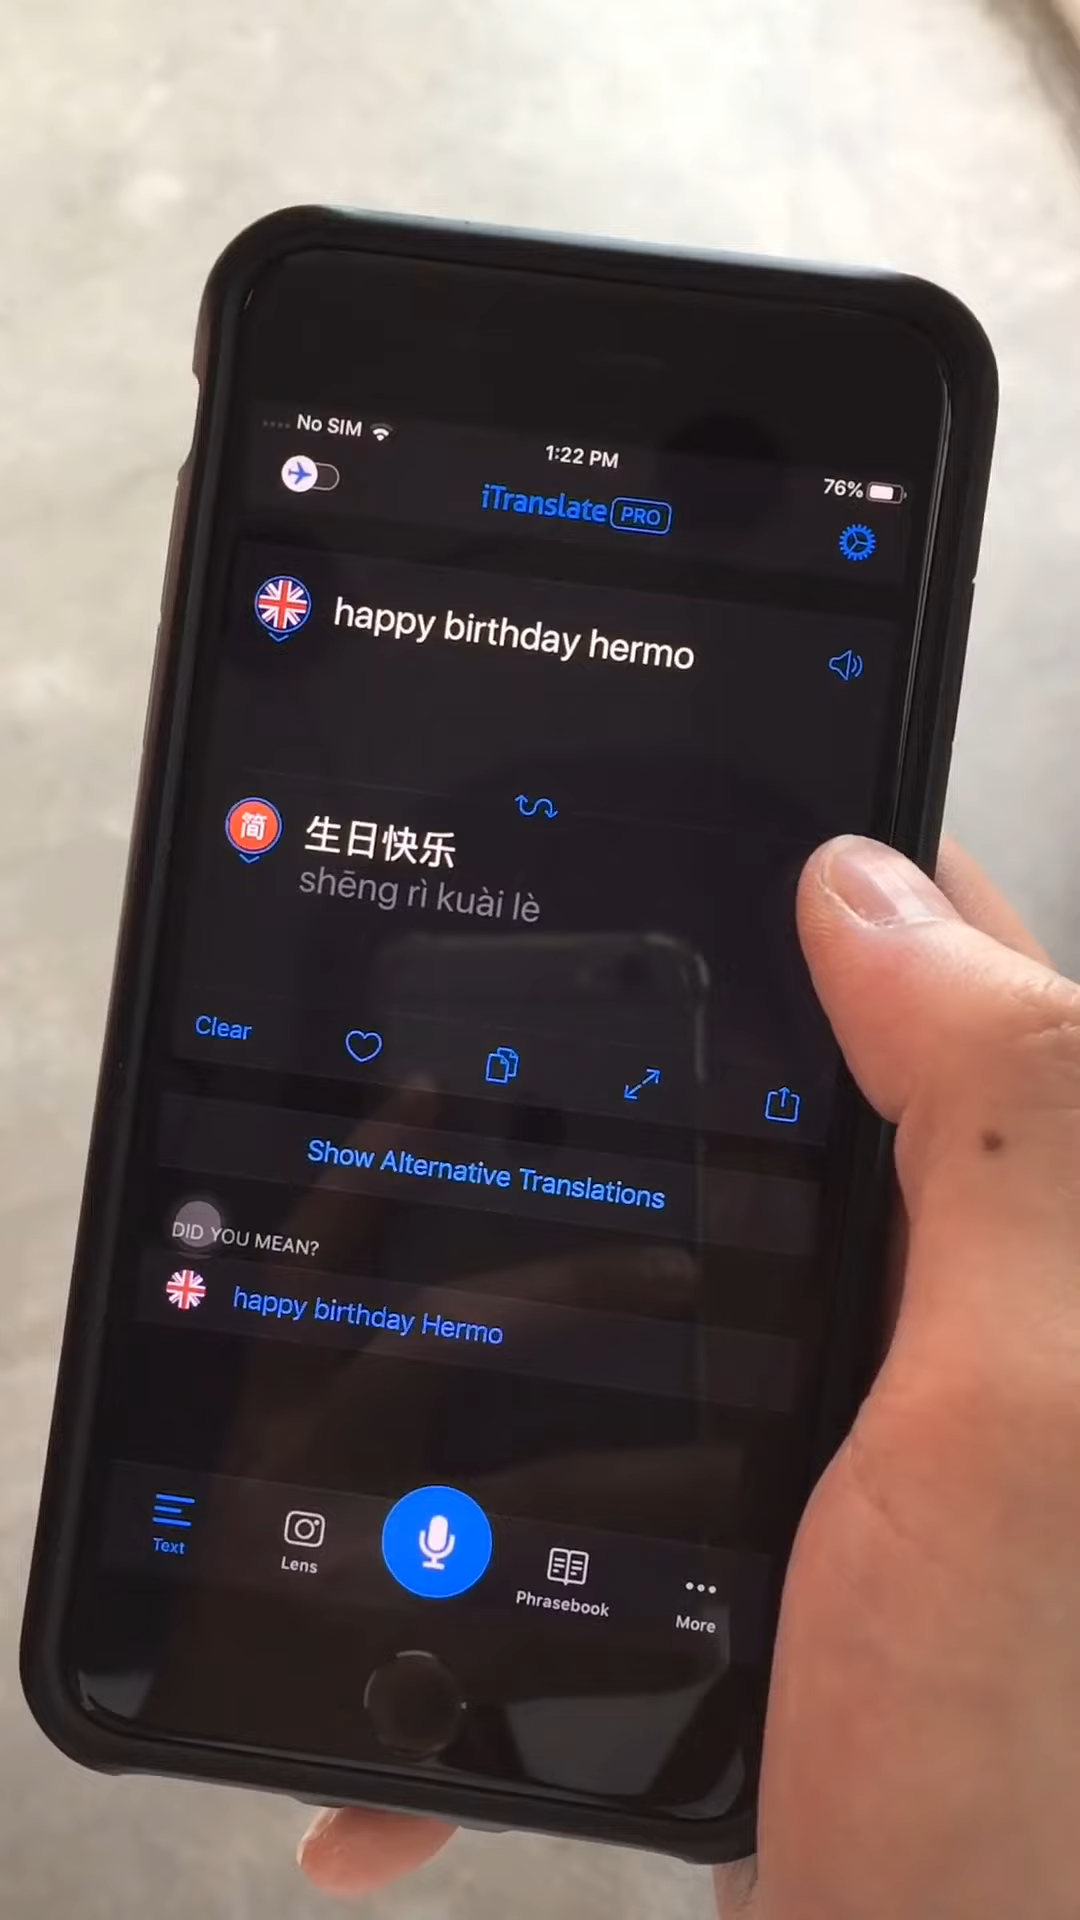 No SIM
1:22 PM
76%
iTranslate PRO
happy birthday hermo
简
生日快乐
shēng rì kuài lè
Clear
Show Alternative Translations
DID YOU MEAN?
happy birthday Hermo
Text
Lens
Phrasebook
More